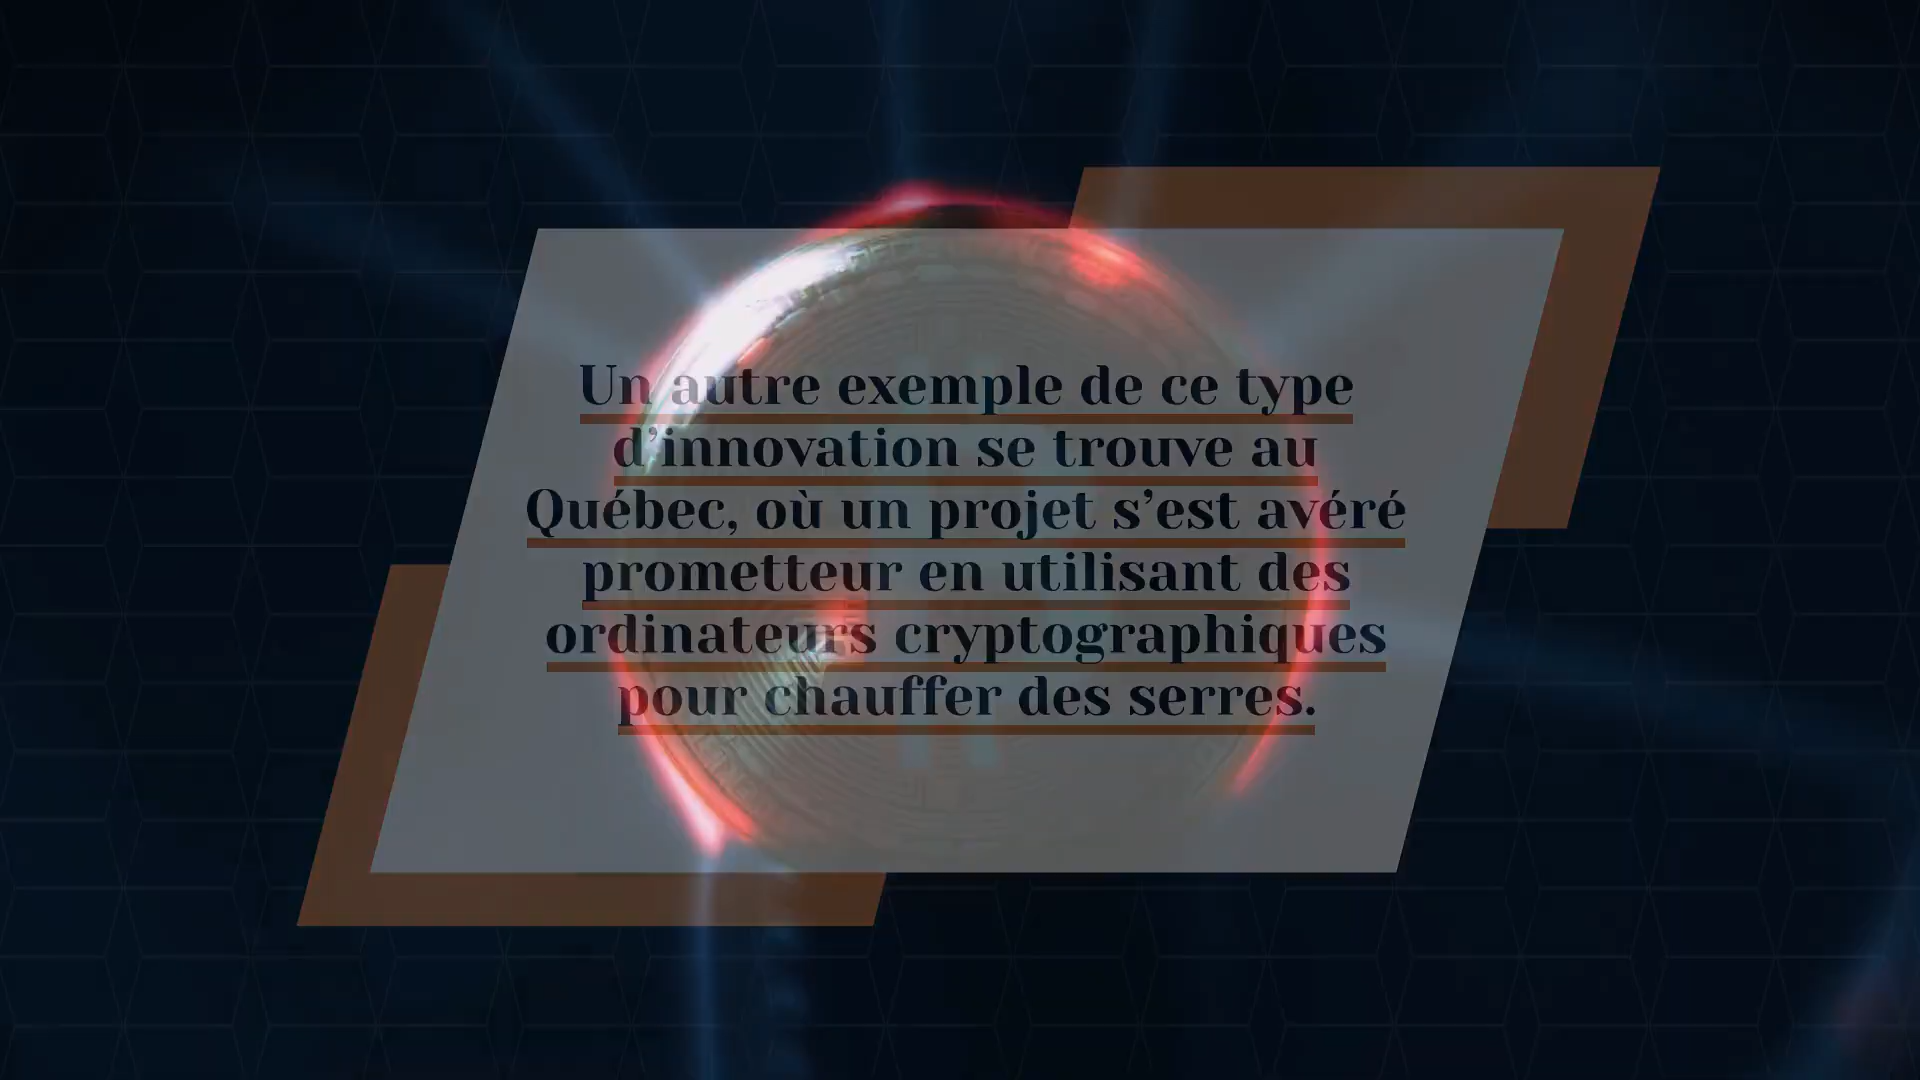 Un autre exemple de ce type
d’innovation se trouve au
Québec, où un projet s’est avéré
prometteur en utilisant des
ordinateurs cryptographiques
pour chauffer des serres.